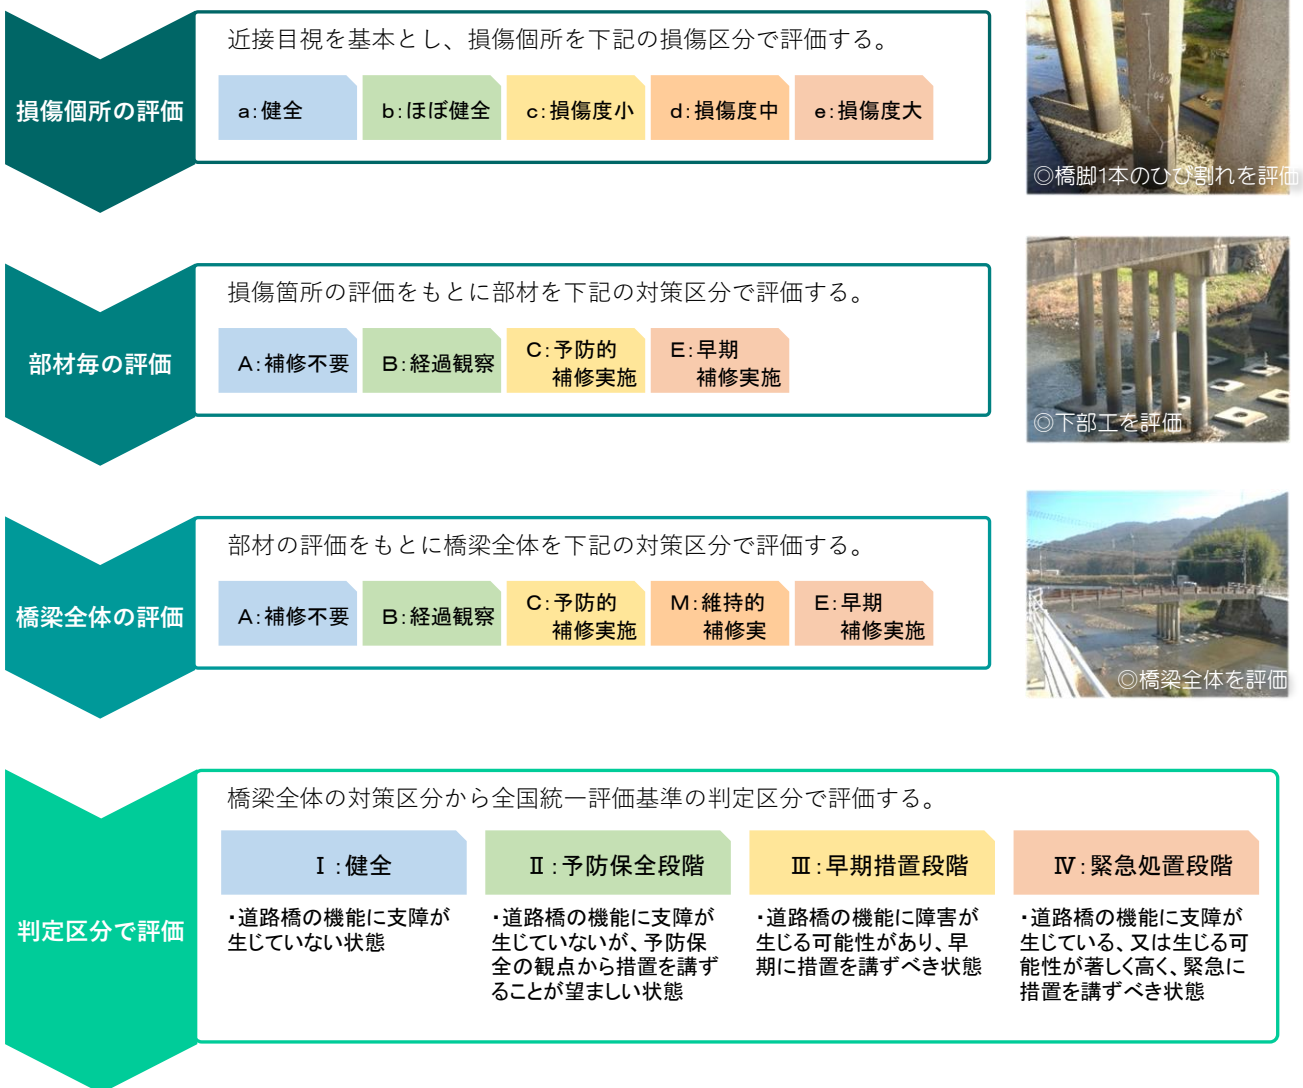 近接目視を基本とし、損傷個所を下記の損傷区分で評価する。
損傷個所の評価
a:健全
b:ほぼ健全
c:損傷度小
d:損傷度中
e:損傷度大
◎橋脚1本のひび割れを評価
損傷箇所の評価をもとに部材を下記の対策区分で評価する。
部材毎の評価
A:補修不要
B:経過観察
C:予防的
補修実施
E:早期
補修実施
◎下部工を評価
部材の評価をもとに橋梁全体を下記の対策区分で評価する。
橋梁全体の評価
A:補修不要
B:経過観察
C:予防的
補修実施
M:維持的
補修実
E:早期
補修実施
◎橋梁全体を評価
橋梁全体の対策区分から全国統一評価基準の判定区分で評価する。
判定区分で評価
Ⅰ:健全
・道路橋の機能に支障が
生じていない状態
Ⅱ:予防保全段階
・道路橋の機能に支障が
生じていないが、予防保
全の観点から措置を講ず
ることが望ましい状態
Ⅲ:早期措置段階
・道路橋の機能に障害が
生じる可能性があり、早
期に措置を講ずべき状態
Ⅳ:緊急処置段階
・道路橋の機能に支障が
生じている、又は生じる可
能性が著しく高く、緊急に
措置を講ずべき状態